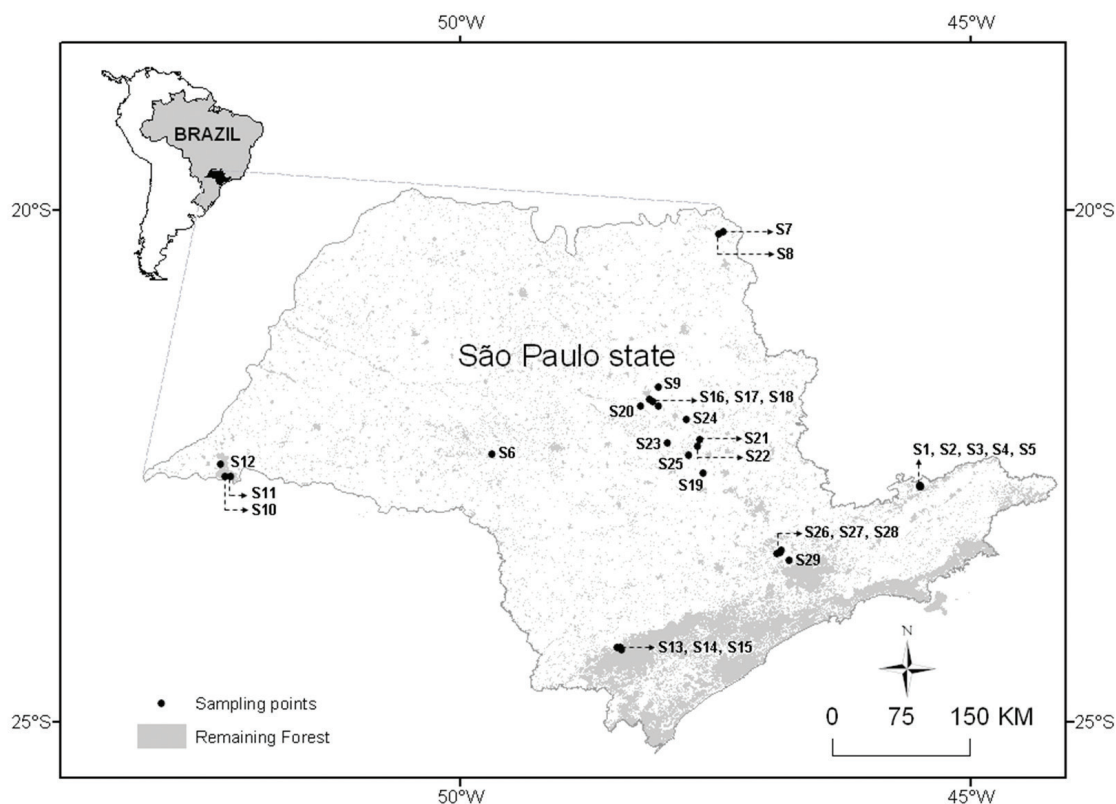 50°W 45°W
BRAZIL
20°S 20°S
S7
S8
São Paulo state
S9
S16, S17, S18
S20
S24
S23
S21
S6
S25
S22
S12
S19
S1, S2, S3, S4, S5
S11
S10
S26, S27, S28
S29
S13, S14, S15
N
Sampling points
0 75 150 KM
25°S 25°S
Remaining Forest
50°W 45°W